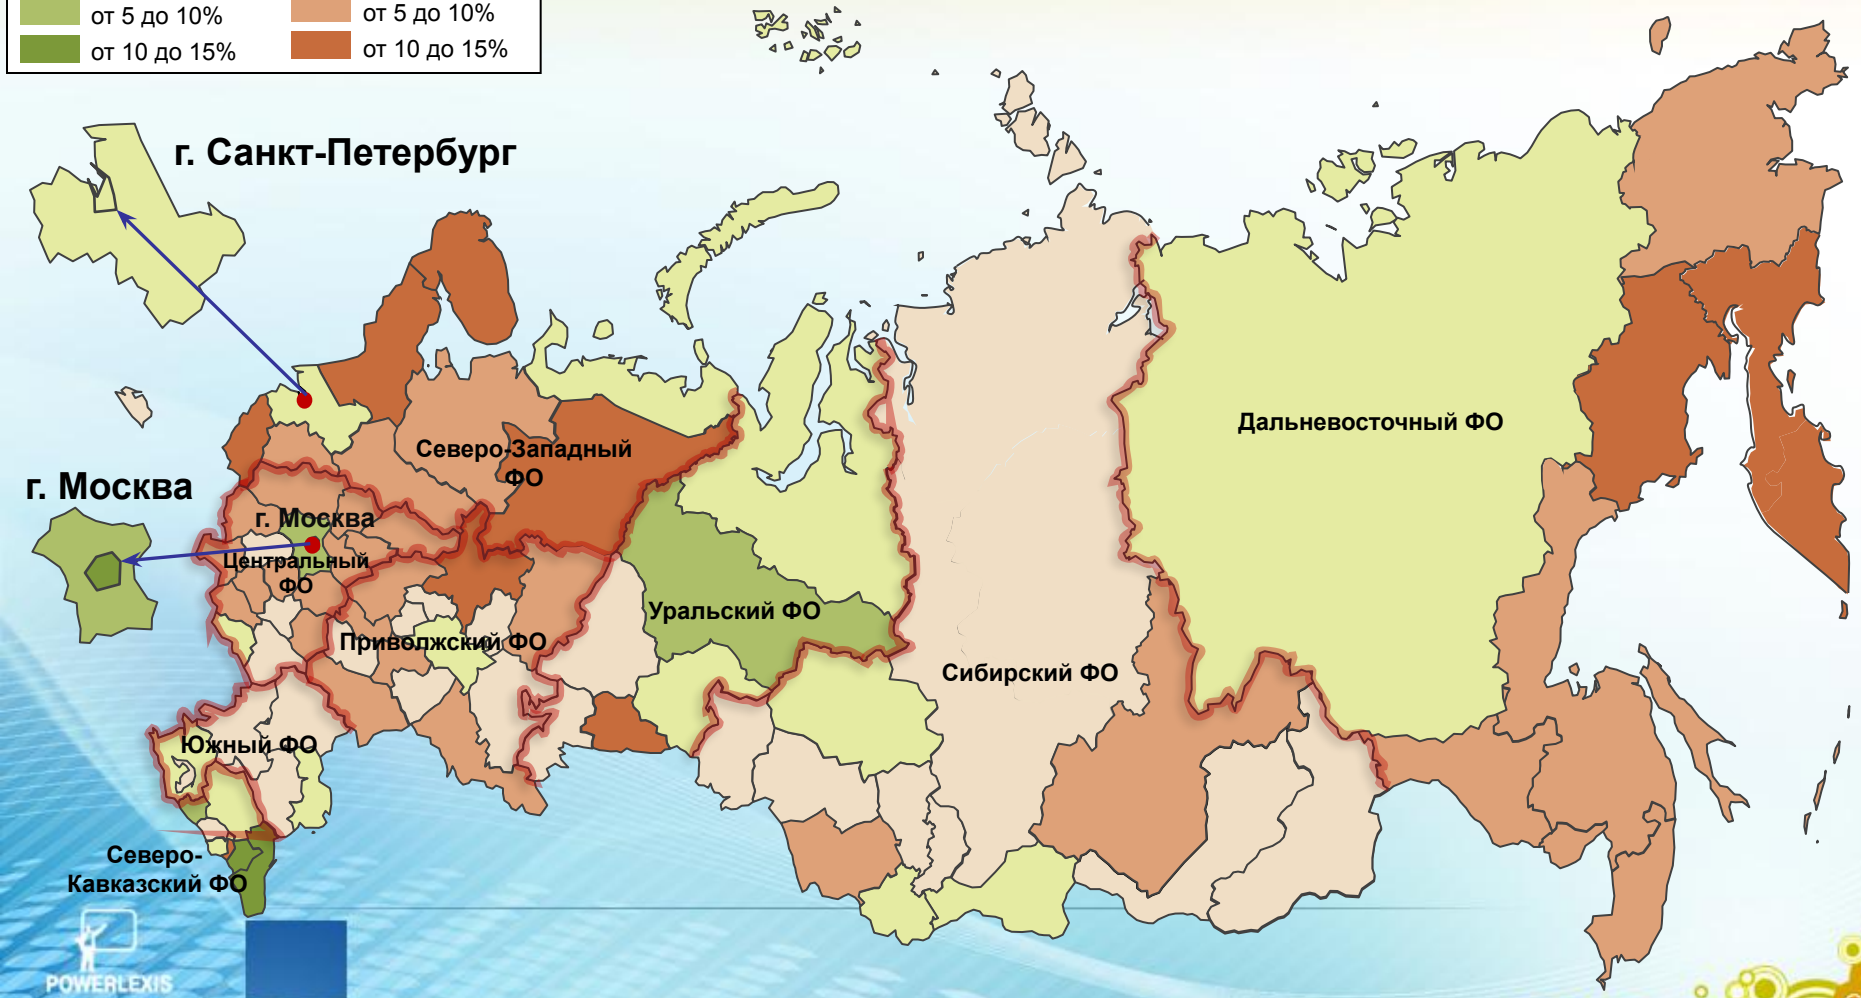 от 5 до 10%
от 5 до 10%
от 10 до 15%
от 10 до 15%
г. Санкт-Петербург
Северо-Западный
ФО
Дальневосточный ФО
г. Москва
г. Москва
Центральный
ФО
Уральский ФО
Приволжский ФО
Сибирский ФО
Южный ФО
Северо-
Кавказский ФО
POWERLEXIS